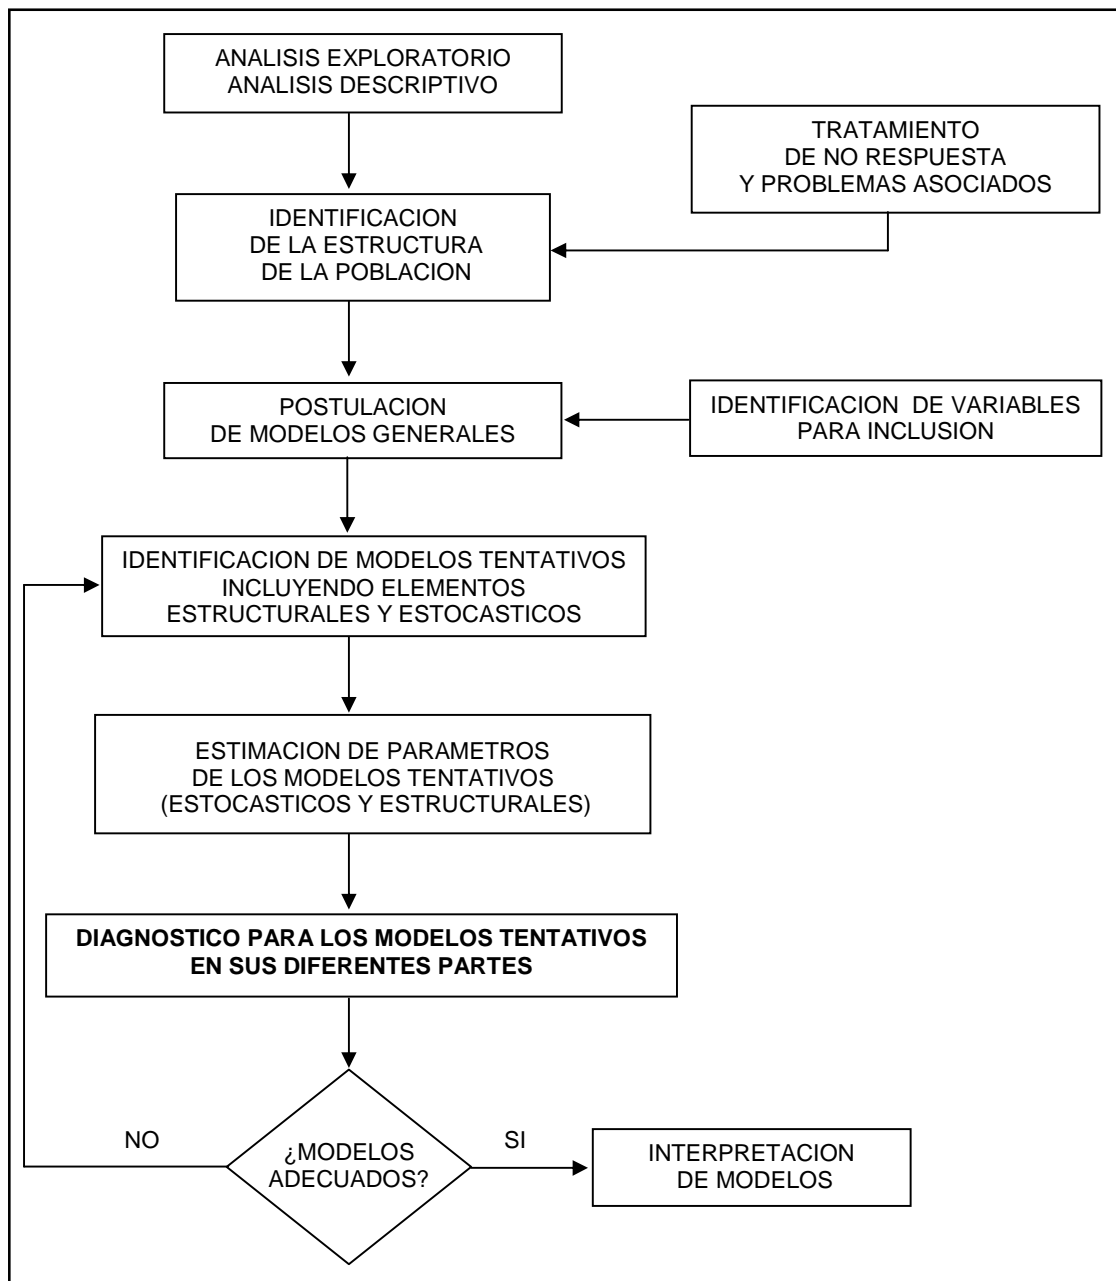 ANALISIS EXPLORATORIO
ANALISIS DESCRIPTIVO
TRATAMIENTO
DE NO RESPUESTA
Y PROBLEMAS ASOCIADOS
IDENTIFICACION
DE LA ESTRUCTURA
DE LA POBLACION
POSTULACION
DE MODELOS GENERALES
IDENTIFICACION DE VARIABLES
PARA INCLUSION
IDENTIFICACION DE MODELOS TENTATIVOS
INCLUYENDO ELEMENTOS
ESTRUCTURALES Y ESTOCASTICOS
ESTIMACION DE PARAMETROS
DE LOS MODELOS TENTATIVOS
(ESTOCASTICOS Y ESTRUCTURALES)
DIAGNOSTICO PARA LOS MODELOS TENTATIVOS
EN SUS DIFERENTES PARTES
NO
¿MODELOS
ADECUADOS?
SI
INTERPRETACION
DE MODELOS